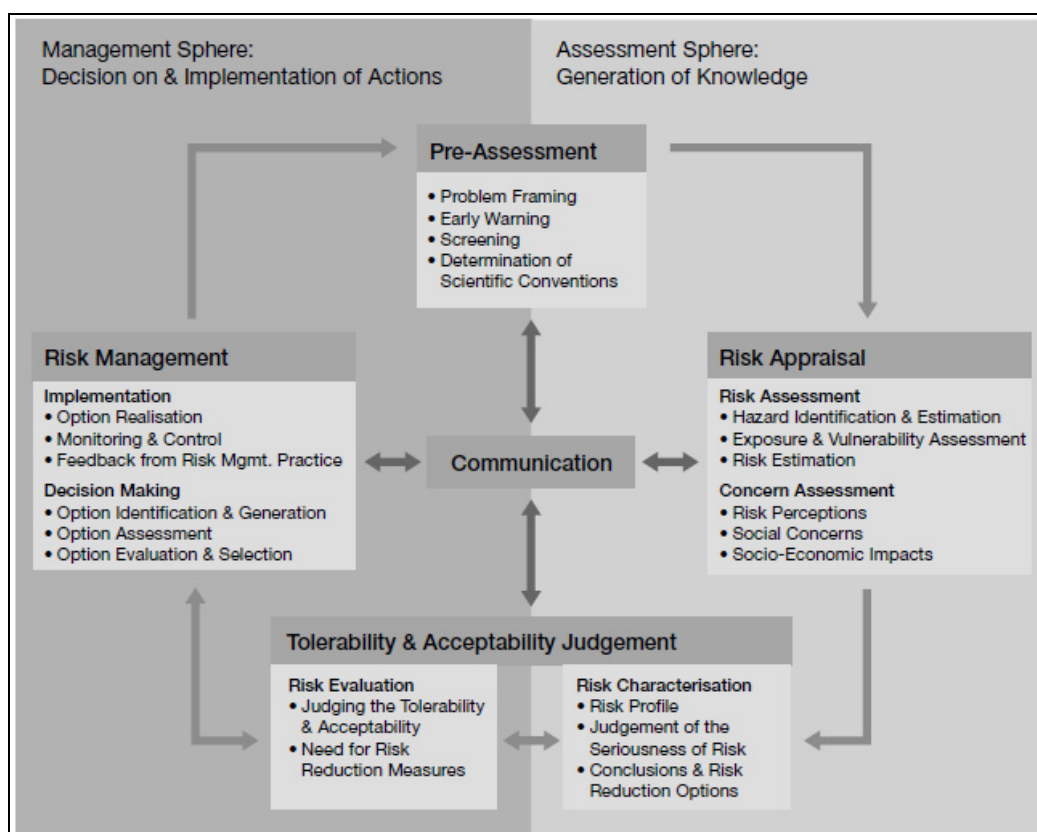 Management Sphere:
Decision on & Implementation of Actions
Assessment Sphere:
Generation of Knowledge
Pre-Assessment
• Problem Framing
• Early Warning
• Screening
• Determination of
Scientific Conventions
Risk Management
Implementation
• Option Realisation
• Monitoring & Control
• Feedback from Risk Mgmt. Practice
Decision Making
• Option Identification & Generation
• Option Assessment
• Option Evaluation & Selection
Communication
Risk Appraisal
Risk Assessment
• Hazard Identification & Estimation
• Exposure & Vulnerability Assessment
• Risk Estimation
Concern Assessment
• Risk Perceptions
• Social Concerns
• Socio-Economic Impacts
Tolerability & Acceptability Judgement
Risk Evaluation
• Judging the Tolerability
& Acceptability
• Need for Risk
Reduction Measures
Risk Characterisation
• Risk Profile
• Judgement of the
Seriousness of Risk
• Conclusions & Risk
Reduction Options